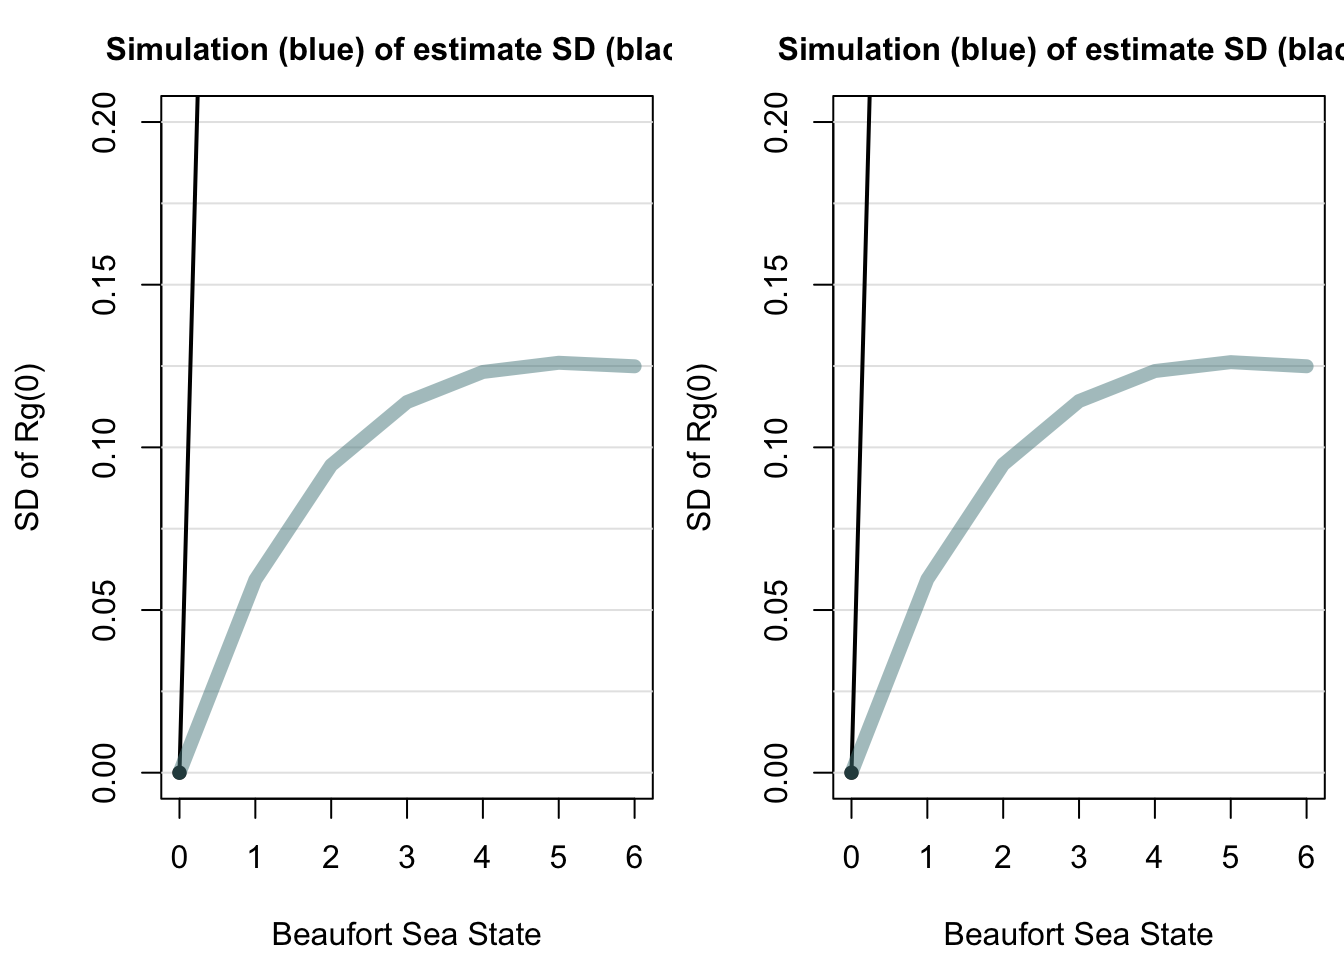 Simulation (blue) of estimate SD (blac
0.20
0.15
0.10
0.05
0.00
SD of Rg(0)
0 1 2 3 4 5 6
Beaufort Sea State
Simulation (blue) of estimate SD (blac
0.20
0.15
0.10
0.05
0.00
SD of Rg(0)
0 1 2 3 4 5 6
Beaufort Sea State